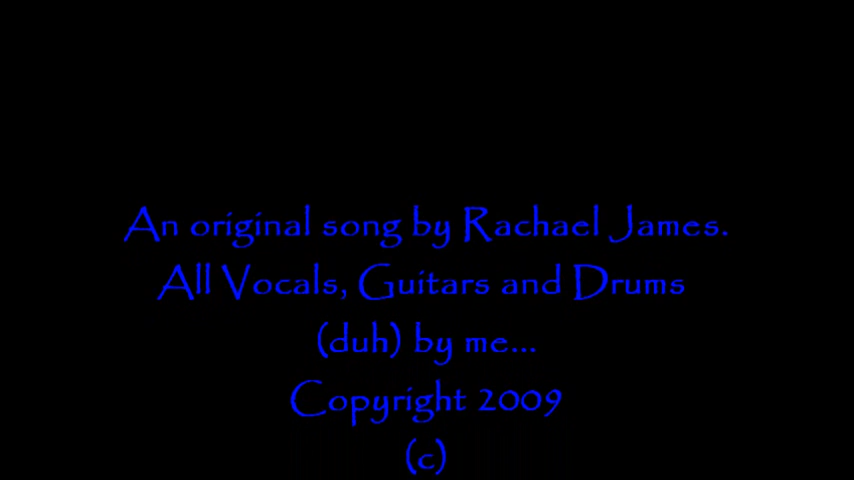 An original song by Rachael James.
All Vocals, Guitars and Drums
(duh) by me...
Copyright 2009
(c)